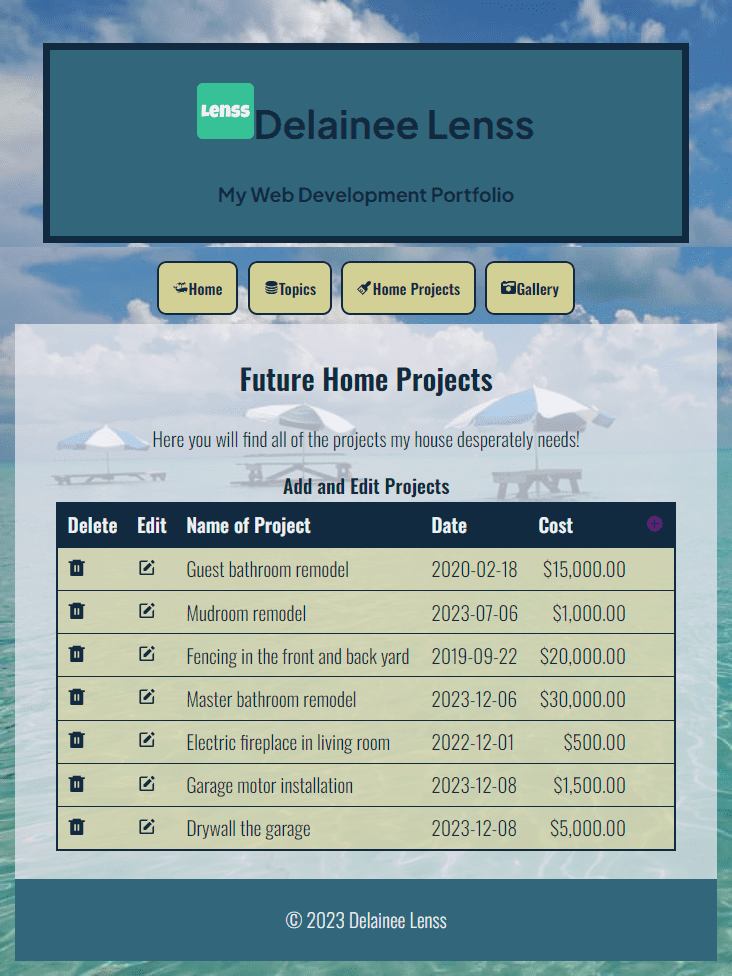 Lenss
Delainee Lenss
My Web Development Portfolio
Home Topics Home Projects Gallery
Future Home Projects
Here you will find all of the projects my house desperately needs!
Add and Edit Projects
Delete Edit Name of Project Date Cost
Guest bathroom remodel 2020-02-18 $15,000.00
Mudroom remodel 2023-07-06 $1,000.00
Fencing in the front and back yard 2019-09-22 $20,000.00
Master bathroom remodel 2023-12-06 $30,000.00
Electric fireplace in living room 2022-12-01 $500.00
Garage motor installation 2023-12-08 $1,500.00
Drywall the garage 2023-12-08 $5,000.00
© 2023 Delainee Lenss